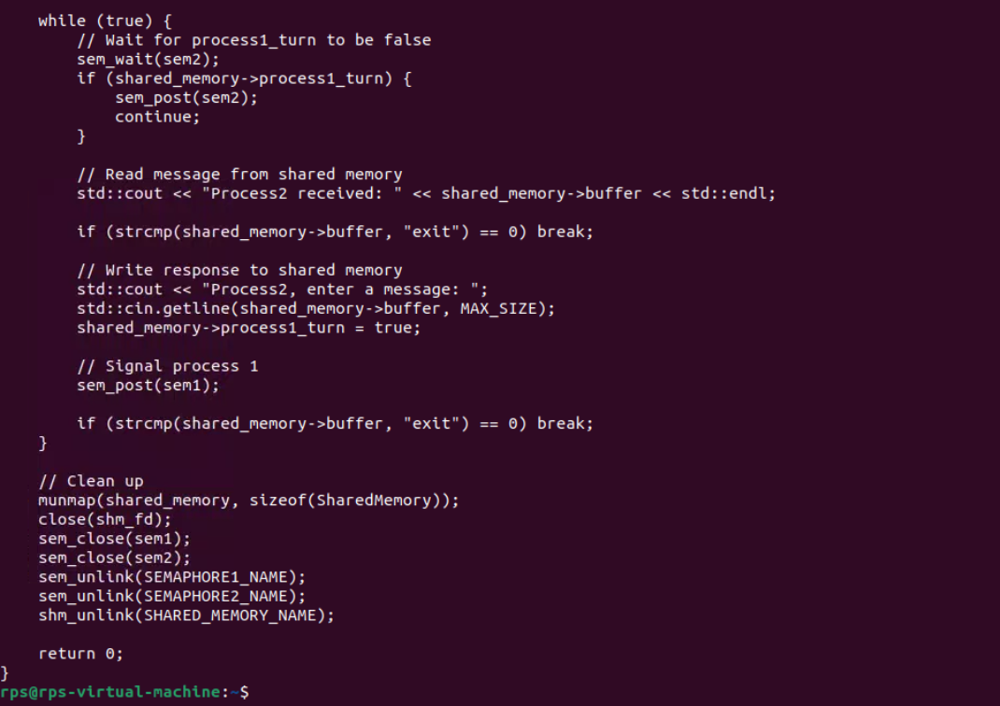 while (true) {
// Wait for process1_turn to be false
sem_wait(sem2);
if (shared_memory->process1_turn) {
sem_post(sem2);
continue;
}
// Read message from shared memory
std::cout << "Process2 received: " << shared_memory->buffer << std::endl;
if (strcmp(shared_memory->buffer, "exit") == 0) break;
// Write response to shared memory
std::cout << "Process2, enter a message: ";
std::cin.getline(shared_memory->buffer, MAX_SIZE);
shared_memory->process1_turn = true;
// Signal process 1
sem_post(sem1);
if (strcmp(shared_memory->buffer, "exit") == 0) break;
}
// Clean up
munmap(shared_memory, sizeof(SharedMemory));
close(shm_fd);
sem_close(sem1);
sem_close(sem2);
sem_unlink(SEMAPHORE1_NAME);
sem_unlink(SEMAPHORE2_NAME);
shm_unlink(SHARED_MEMORY_NAME);
return 0;
}
rps@rps-virtual-machine:~$